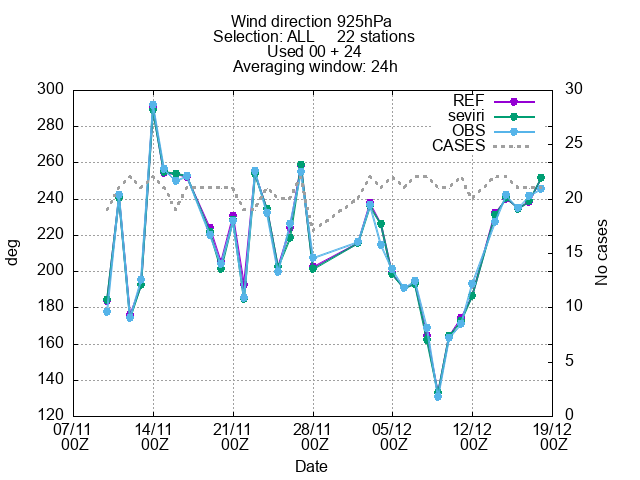 Wind direction 925hPa
Selection: ALL 22 stations
Used 00 + 24
Averaging window: 24h
300
280
260
240
220
200
180
160
140
120
deg
30
25
20
15
10
5
0
No cases
REF
seviri
OBS
CASES
07/11 14/11 21/11 28/11 05/12 12/12 19/12
00Z 00Z 00Z 00Z 00Z 00Z 00Z
Date